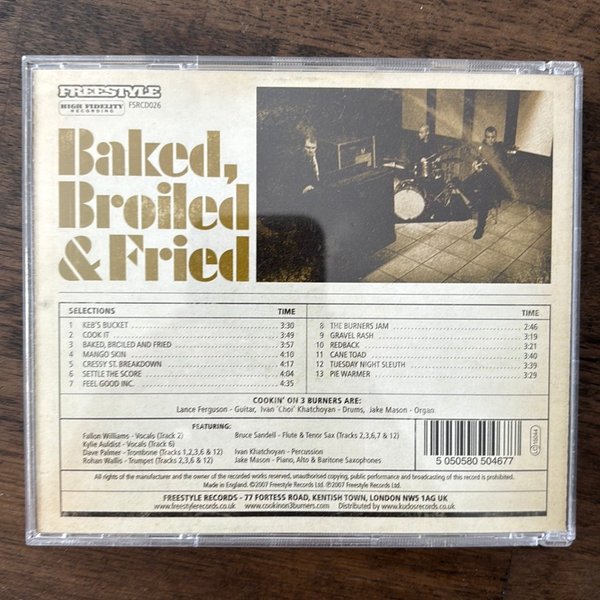 FREESTYLE
HIGH FIDELITY
RECORDING
FSRCD026
Baked,
Broiled
& Fried
SELECTIONS TIME
1 KEB'S BUCKET 3:30
2 COOK IT 3:49
3 BAKED, BROILED AND FRIED 3:57
4 MANGO SKIN 4:10
5 CRESSY ST. BREAKDOWN 4:17
6 SETTLE THE SCORE 4:04
7 FEEL GOOD INC. 4:35
TIME
8 THE BURNERS JAM 2:46
9 GRAVEL RASH 3:19
10 REDBACK 3:21
11 CANE TOAD 3:40
12 TUESDAY NIGHT SLEUTH 3:39
13 PIE WARMER 3:29
COOKIN' ON 3 BURNERS ARE:
Lance Ferguson - Guitar, Ivan 'Choi' Khatchoyan - Drums, Jake Mason - Organ
FEATURING:
Fallon Williams - Vocals (Track 2)
Kylie Auldist - Vocals (Track 6)
Dave Palmer - Trombone (Tracks 1,2,3,6 & 12)
Rohan Wallis - Trumpet (Tracks 2,3,6 & 12)
Bruce Sandell - Flute & Tenor Sax (Tracks 2,3,6,7 & 12)
Ivan Khatchoyan - Percussion
Jake Mason - Piano, Alto & Baritone Saxophones
5 050580 504677
All rights of the manufacturer and the owner of the recorded works reserved, unauthorised copying, public performance and broadcasting of this record is prohibited.
Made in England. ©2007 Freestyle Records Ltd. ℗2007 Freestyle Records Ltd.
FREESTYLE RECORDS - 77 FORTESS ROAD, KENTISH TOWN, LONDON NW5 1AG UK
www.freestylerecords.co.uk www.cookinon3burners.com Distributed by www.kudosrecords.co.uk